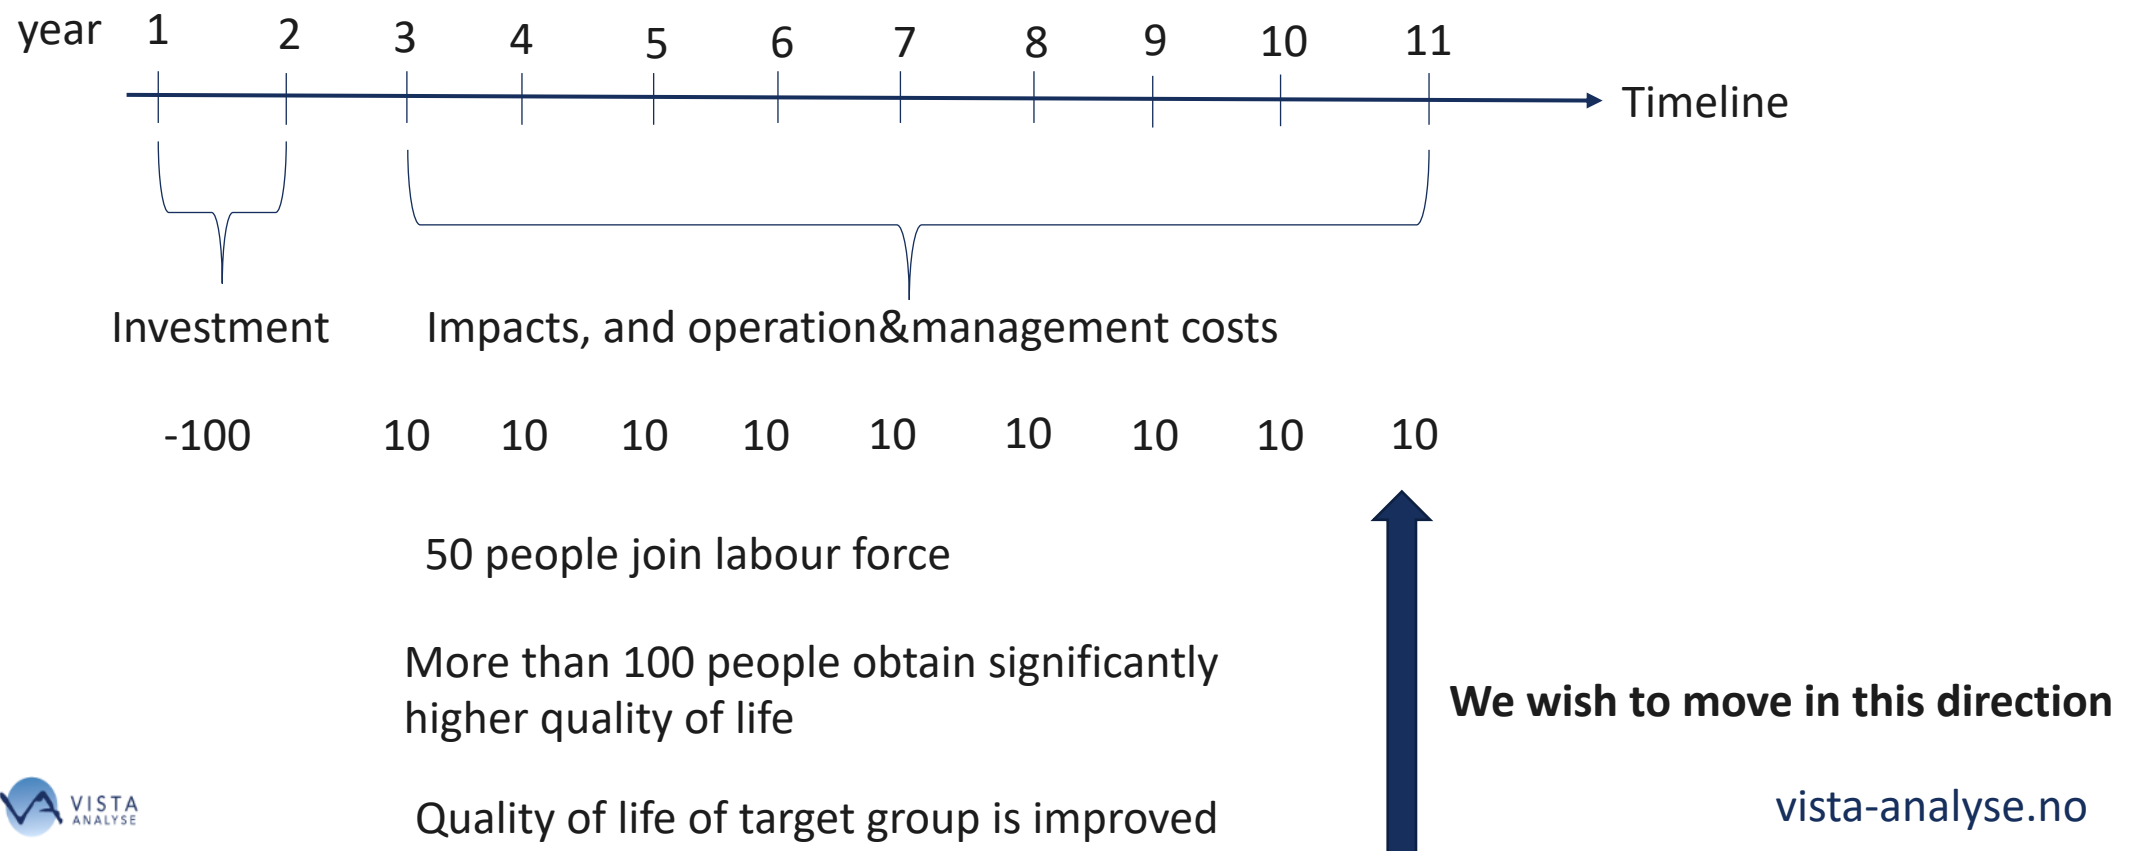 year 1 2 3 4 5 6 7 8 9 10 11
Timeline
Investment Impacts, and operation&management costs
-100 10 10 10 10 10 10 10 10 10
50 people join labour force
More than 100 people obtain significantly
higher quality of life
We wish to move in this direction
Quality of life of target group is improved
VISTA
ANALYSE
vista-analyse.no